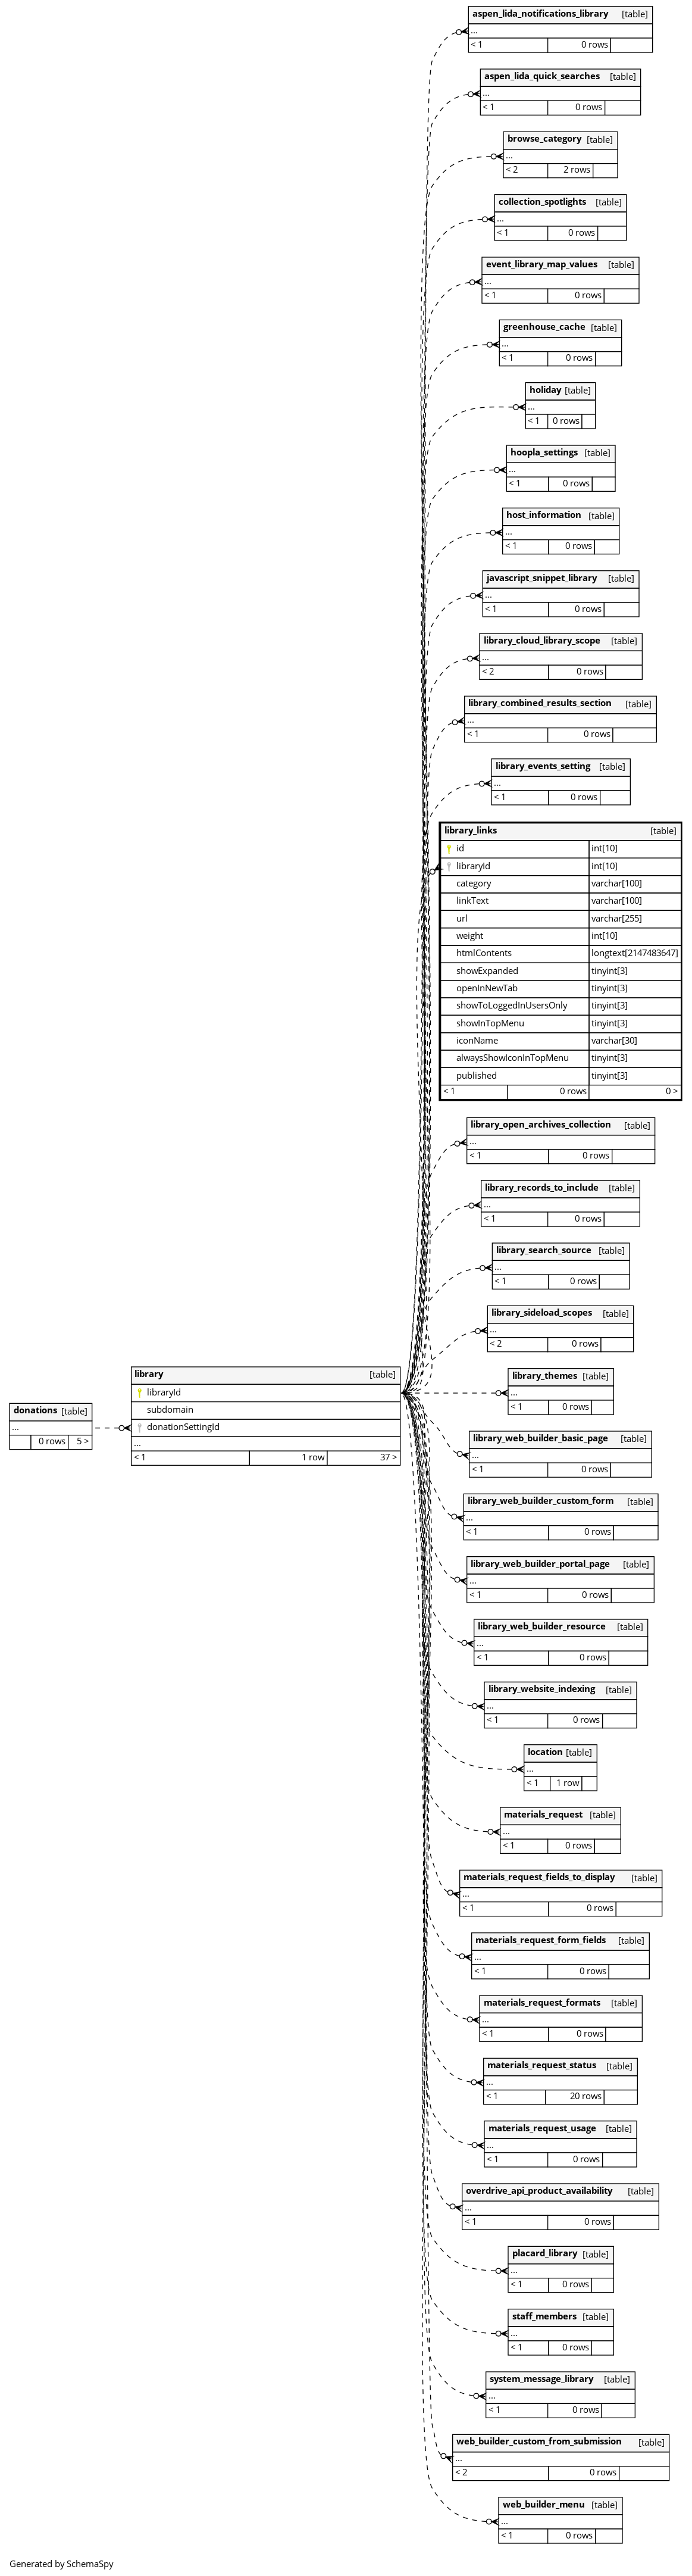 aspen_lida_notifications_library [table]
...
< 1 0 rows
aspen_lida_quick_searches [table]
...
< 1 0 rows
browse_category [table]
...
< 2 2 rows
collection_spotlights [table]
...
< 1 0 rows
event_library_map_values [table]
...
< 1 0 rows
greenhouse_cache [table]
...
< 1 0 rows
holiday [table]
...
< 1 0 rows
hoopla_settings [table]
...
< 1 0 rows
host_information [table]
...
< 1 0 rows
javascript_snippet_library [table]
...
< 1 0 rows
library_cloud_library_scope [table]
...
< 2 0 rows
library_combined_results_section [table]
...
< 1 0 rows
library_events_setting [table]
...
< 1 0 rows
library_links [table]
id int[10]
libraryId int[10]
category varchar[100]
linkText varchar[100]
url varchar[255]
weight int[10]
htmlContents longtext[2147483647]
showExpanded tinyint[3]
openInNewTab tinyint[3]
showToLoggedInUsersOnly tinyint[3]
showInTopMenu tinyint[3]
iconName varchar[30]
alwaysShowIconInTopMenu tinyint[3]
published tinyint[3]
< 1 0 rows 0 >
library_open_archives_collection [table]
...
< 1 0 rows
library_records_to_include [table]
...
< 1 0 rows
library_search_source [table]
...
< 1 0 rows
library_sideload_scopes [table]
...
< 2 0 rows
library_themes [table]
...
< 1 0 rows
library [table]
libraryId
subdomain
donationSettingId
...
< 1 1 row 37 >
donations [table]
...
0 rows 5 >
library_web_builder_basic_page [table]
...
< 1 0 rows
library_web_builder_custom_form [table]
...
< 1 0 rows
library_web_builder_portal_page [table]
...
< 1 0 rows
library_web_builder_resource [table]
...
< 1 0 rows
library_website_indexing [table]
...
< 1 0 rows
location [table]
...
< 1 1 row
materials_request [table]
...
< 1 0 rows
materials_request_fields_to_display [table]
...
< 1 0 rows
materials_request_form_fields [table]
...
< 1 0 rows
materials_request_formats [table]
...
< 1 0 rows
materials_request_status [table]
...
< 1 20 rows
materials_request_usage [table]
...
< 1 0 rows
overdrive_api_product_availability [table]
...
< 1 0 rows
placard_library [table]
...
< 1 0 rows
staff_members [table]
...
< 1 0 rows
system_message_library [table]
...
< 1 0 rows
web_builder_custom_from_submission [table]
...
< 2 0 rows
web_builder_menu [table]
...
< 1 0 rows
Generated by SchemaSpy